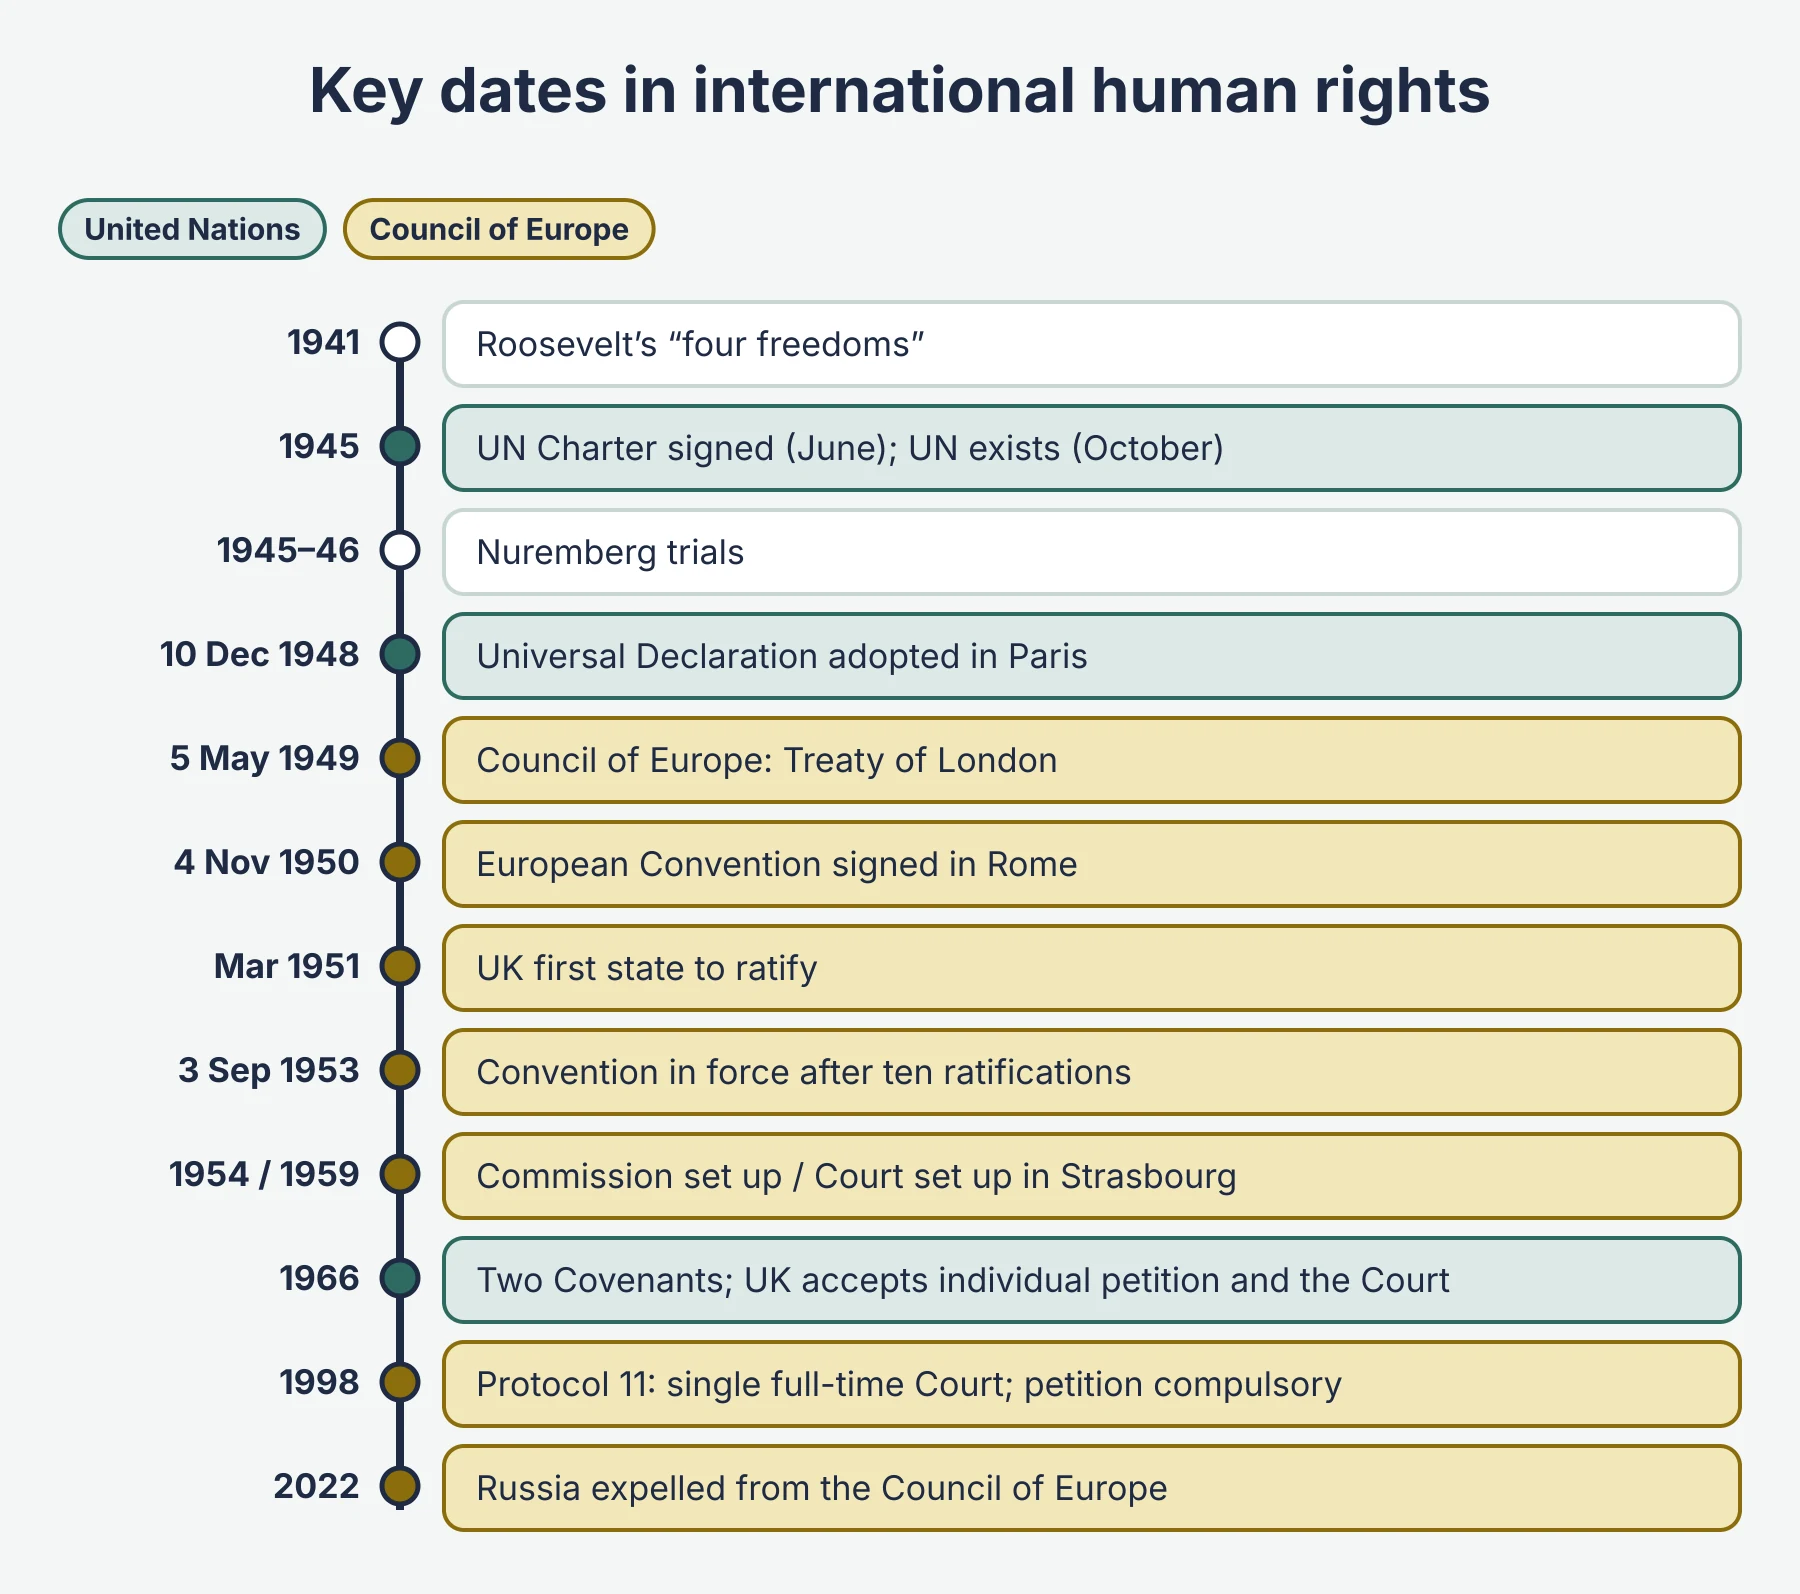 Key dates in international human rights
United Nations
Council of Europe
1941
Roosevelt’s “four freedoms”
1945
UN Charter signed (June); UN exists (October)
1945–46
Nuremberg trials
10 Dec 1948
Universal Declaration adopted in Paris
5 May 1949
Council of Europe: Treaty of London
4 Nov 1950
European Convention signed in Rome
Mar 1951
UK first state to ratify
3 Sep 1953
Convention in force after ten ratifications
1954 / 1959
Commission set up / Court set up in Strasbourg
1966
Two Covenants; UK accepts individual petition and the Court
1998
Protocol 11: single full-time Court; petition compulsory
2022
Russia expelled from the Council of Europe